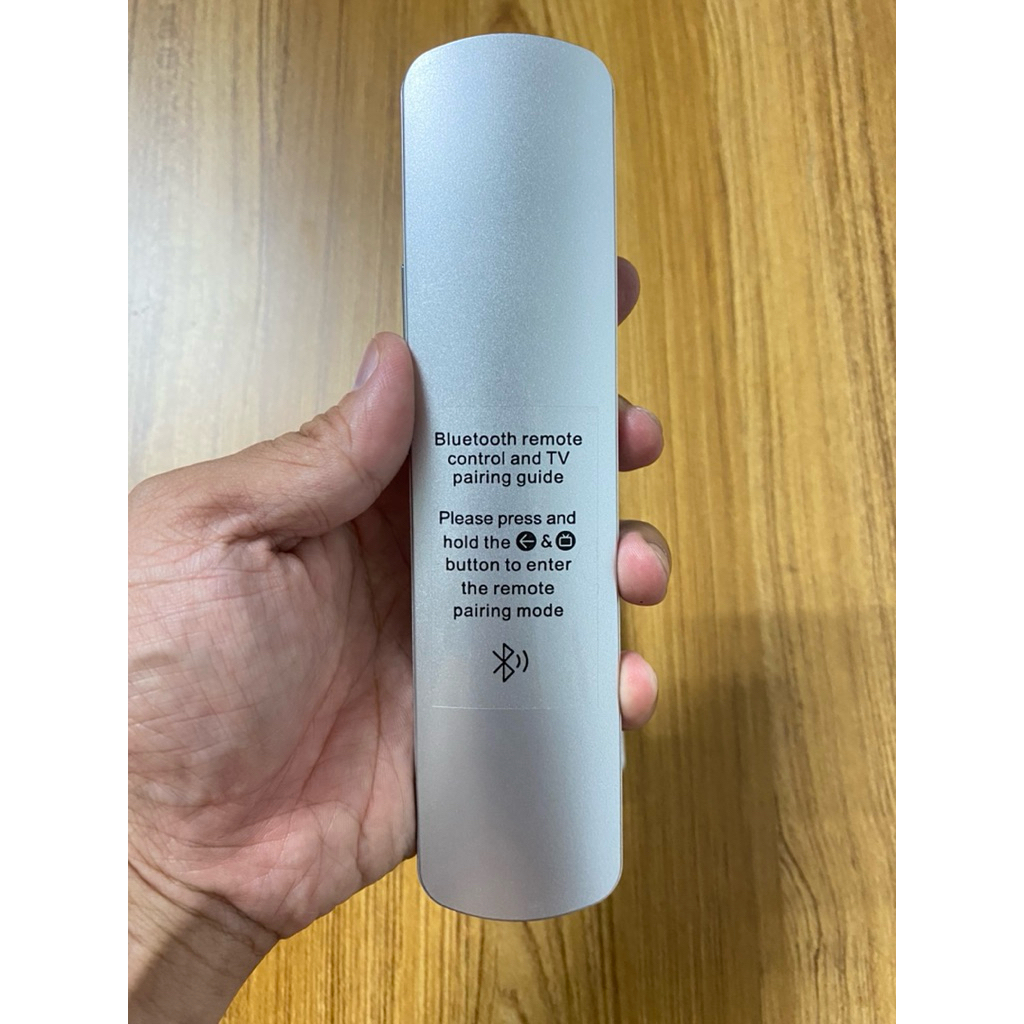 Bluetooth remote
control and TV
pairing guide
Please press and
hold the & 
button to enter
the remote
pairing mode